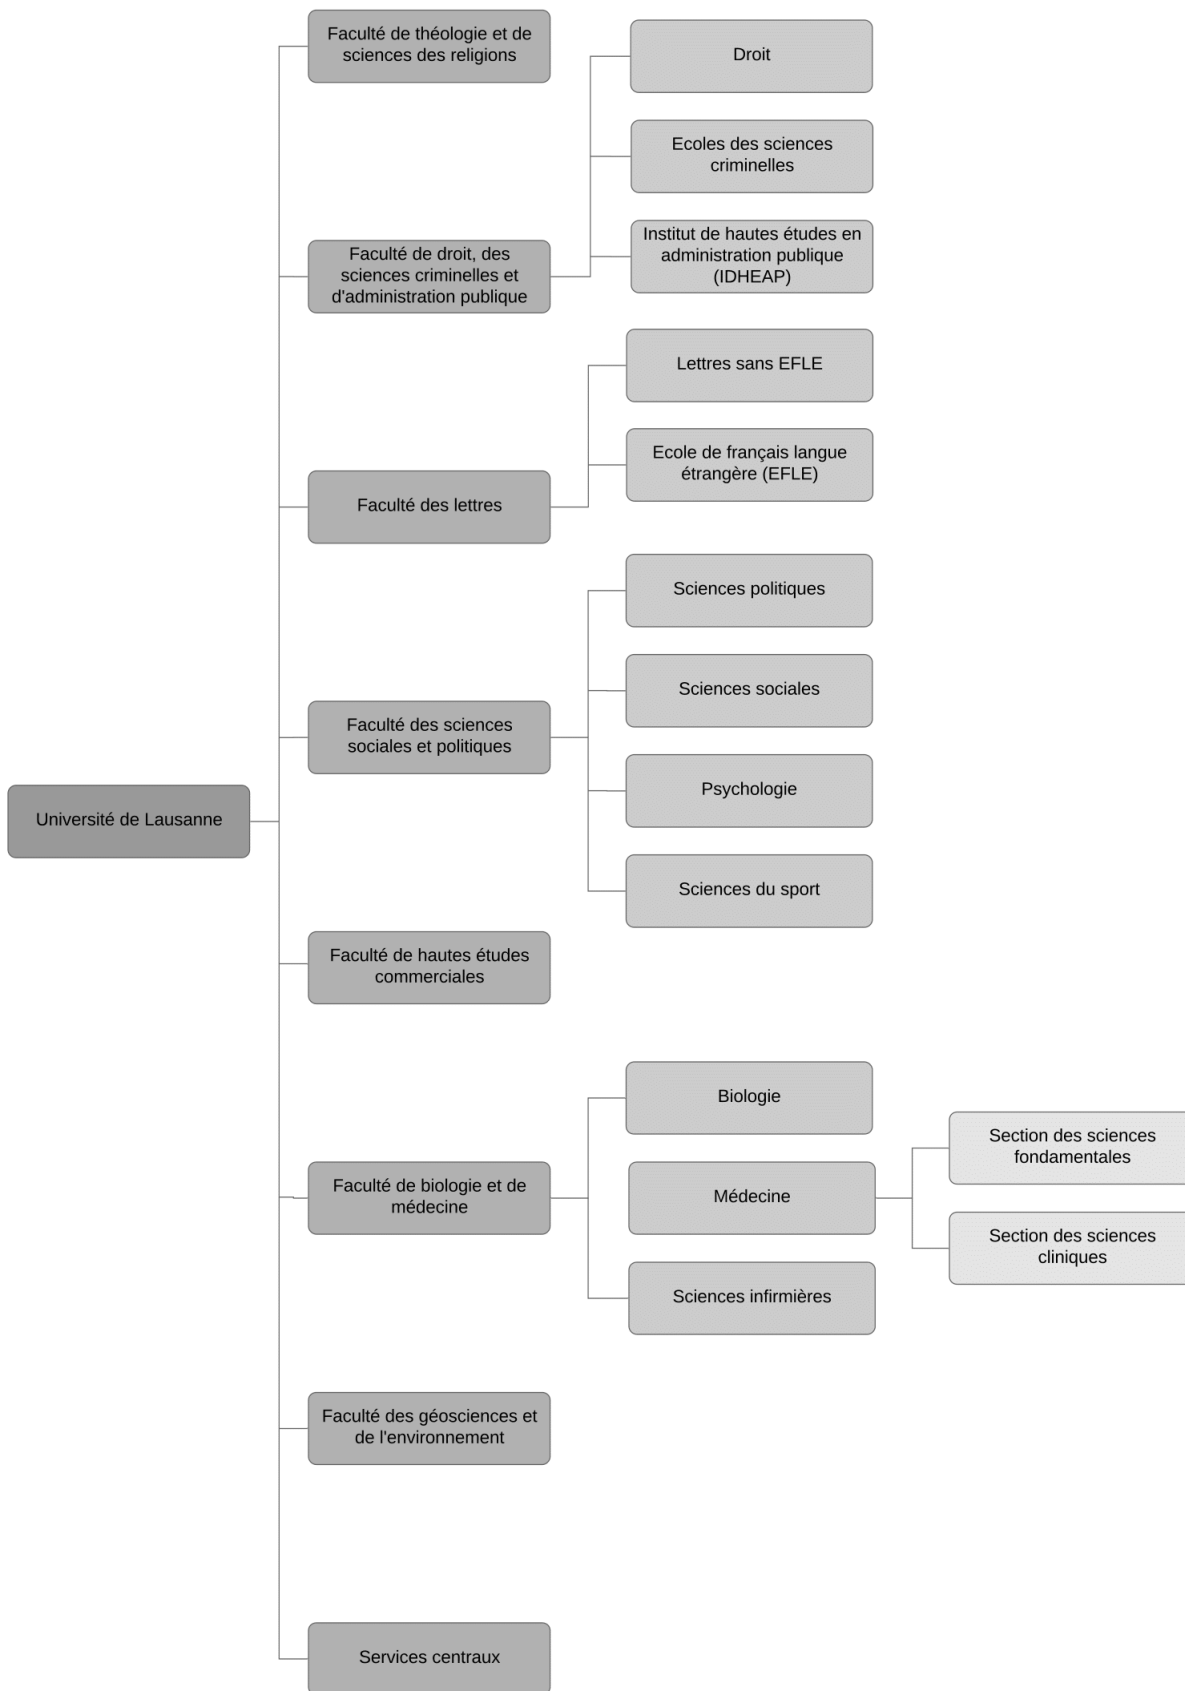 Faculté de théologie et de
sciences des religions
Droit
Ecoles des sciences
criminelles
Institut de hautes études en
administration publique
(IDHEAP)
Faculté de droit, des
sciences criminelles et
d'administration publique
Lettres sans EFLE
Ecole de français langue
étrangère (EFLE)
Faculté des lettres
Sciences politiques
Sciences sociales
Faculté des sciences
sociales et politiques
Psychologie
Université de Lausanne
Sciences du sport
Faculté de hautes études
commerciales
Biologie
Section des sciences
fondamentales
Faculté de biologie et de
médecine
Médecine
Section des sciences
cliniques
Sciences infirmières
Faculté des géosciences et
de l'environnement
Services centraux